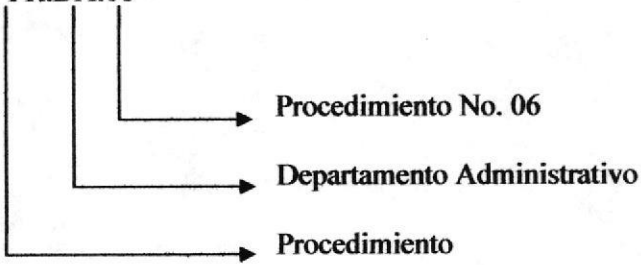 Procedimiento No. 06
Departamento Administrativo
Procedimiento